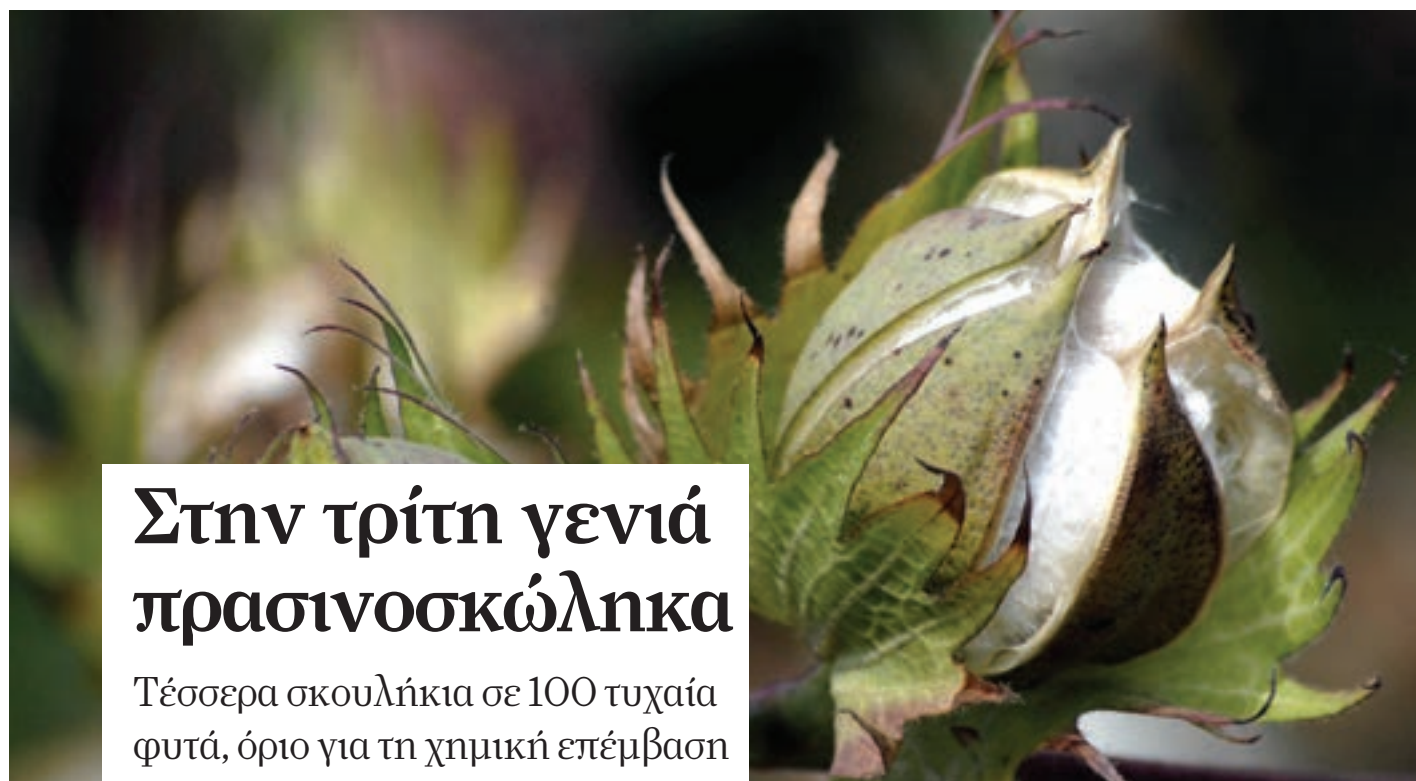 Στην τρίτη γενιά
πρασινοσκώληκα
Τέσσερα σκουλήκια σε 100 τυχαία
φυτά, όριο για τη χημική επέμβαση